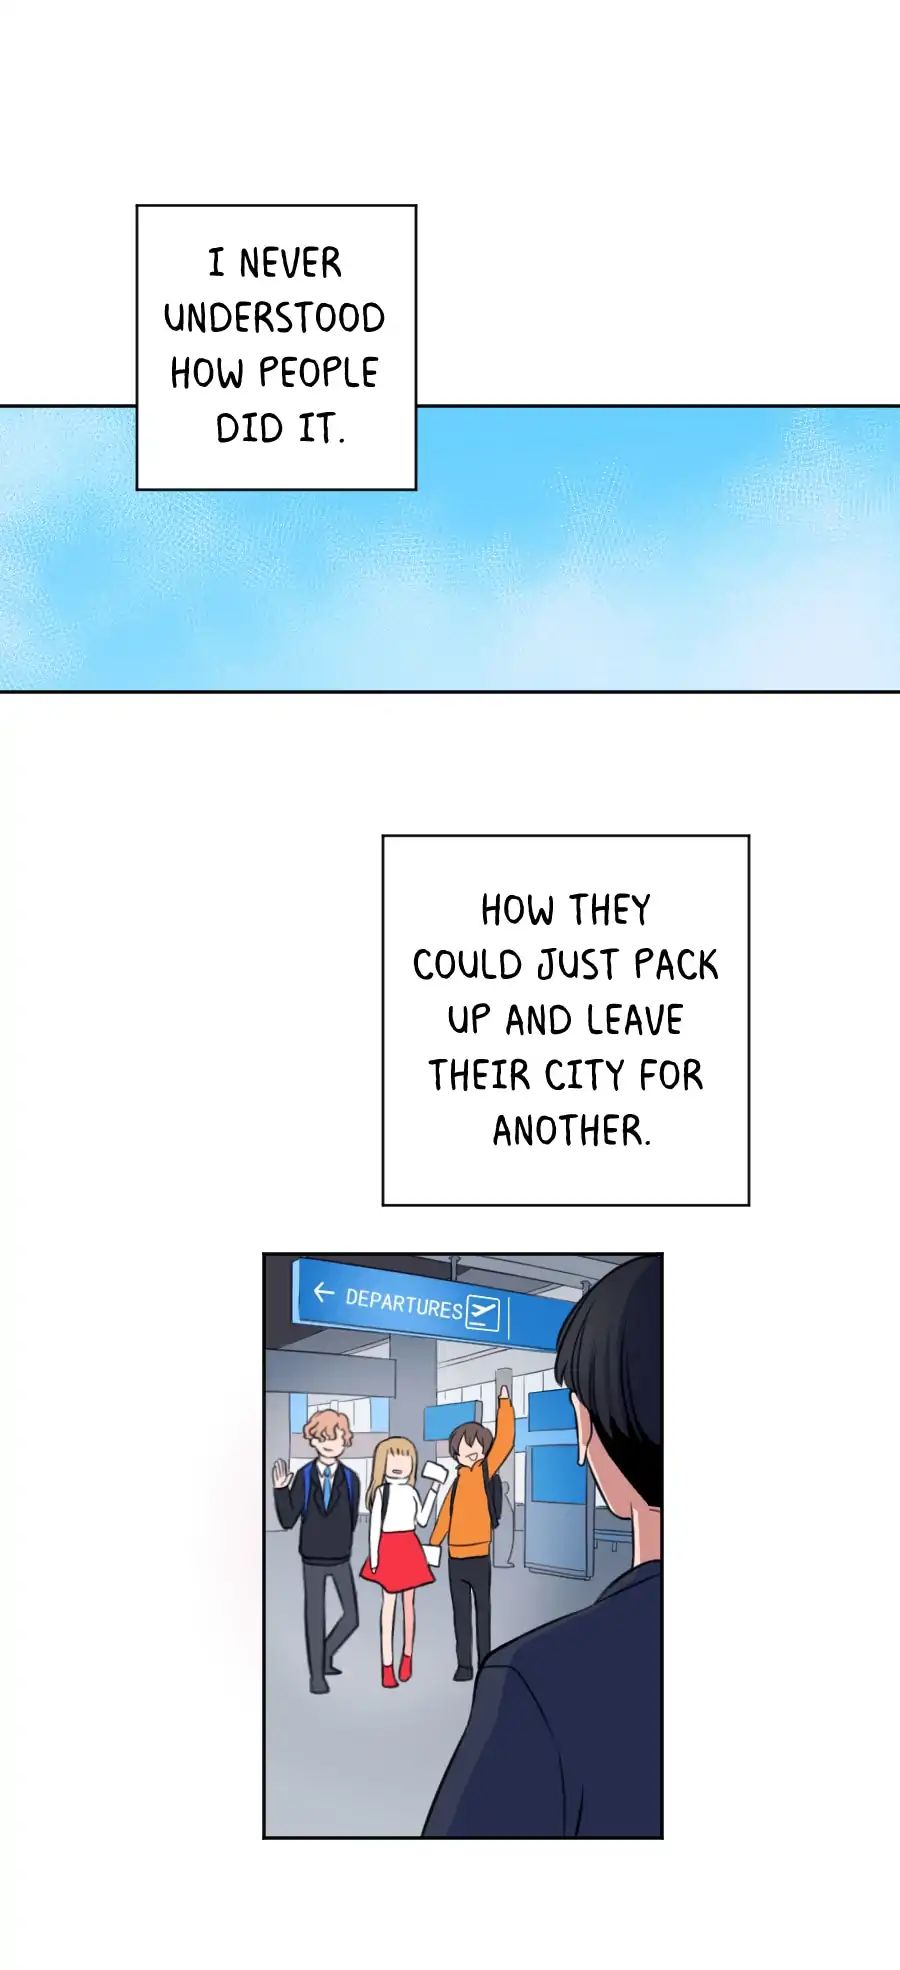 I NEVER
UNDERSTOOD
HOW PEOPLE
DID IT.
HOW THEY
COULD JUST PACK
UP AND LEAVE
THEIR CITY FOR
ANOTHER.
← DEPARTURES